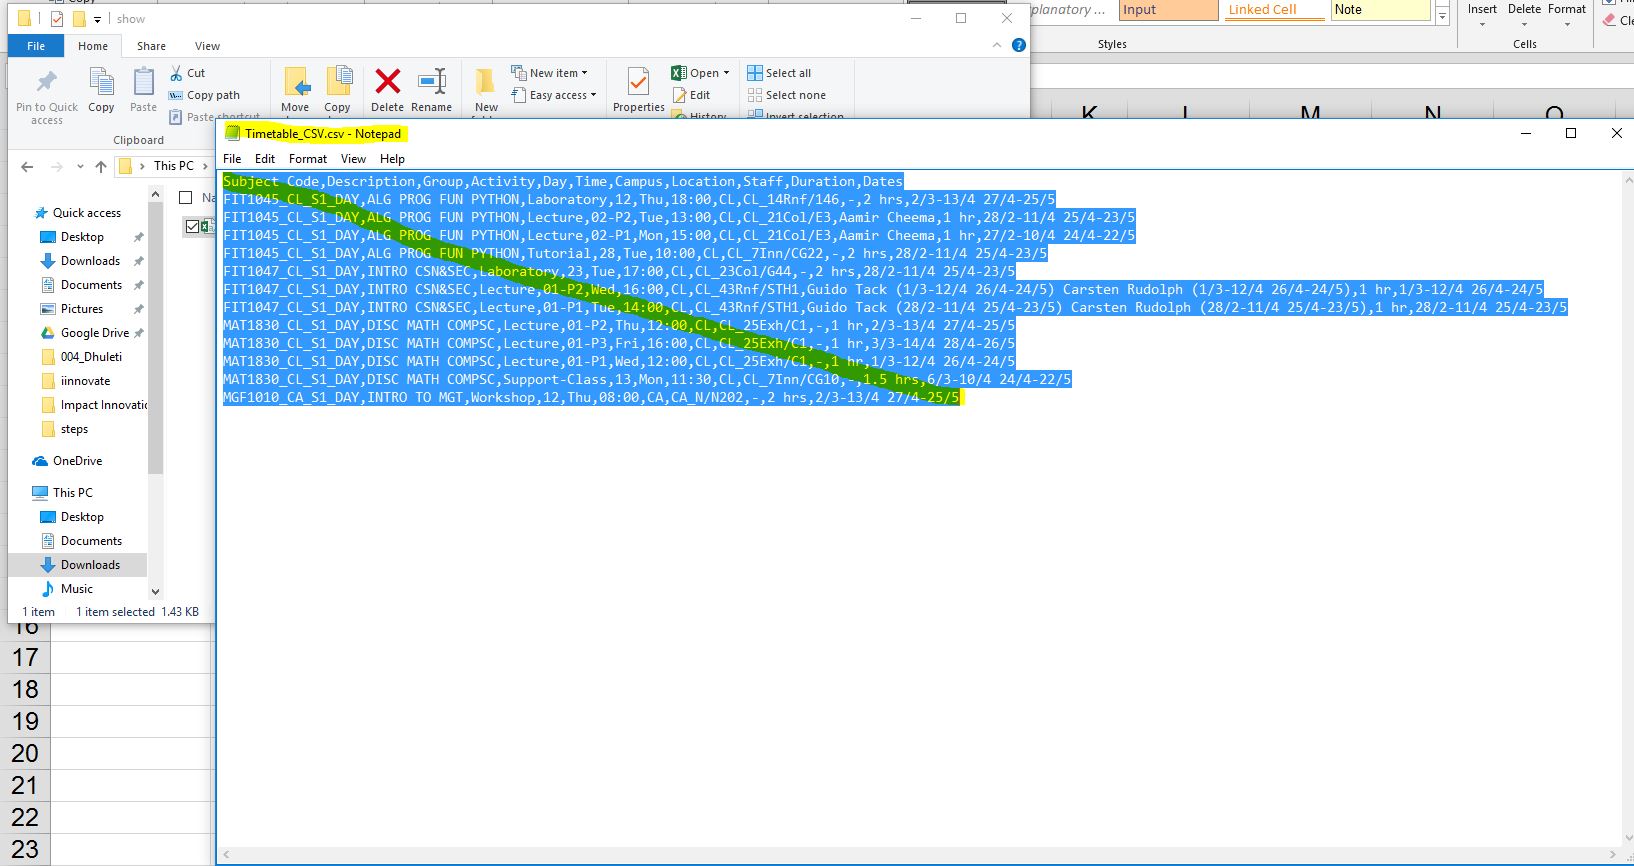 Copy
show
File Home Share View
Pin to Quick access
Copy
Paste
Cut
Copy path
Paste shortcut
Clipboard
Move
Copy
Delete
Rename
New
New item
Easy access
Properties
Open
Edit
History
Select all
Select none
Invert selection
Input
Linked Cell
Note
Styles
Insert Delete Format
Cells
K
M N O
This PC
Timetable_CSV.csv - Notepad
File Edit Format View Help
Subject Code,Description,Group,Activity,Day,Time,Campus,Location,Staff,Duration,Dates
FIT1045_CL_S1_DAY,ALG PROG FUN PYTHON,Laboratory,12,Thu,18:00,CL,CL_14Rnf/146,-,2 hrs,2/3-13/4 27/4-25/5
FIT1045_CL_S1_DAY,ALG PROG FUN PYTHON,Lecture,02-P2,Tue,13:00,CL,CL_21Col/E3,Aamir Cheema,1 hr,28/2-11/4 25/4-23/5
FIT1045_CL_S1_DAY,ALG PROG FUN PYTHON,Lecture,02-P1,Mon,15:00,CL,CL_21Col/E3,Aamir Cheema,1 hr,27/2-10/4 24/4-22/5
FIT1045_CL_S1_DAY,ALG PROG FUN PYTHON,Tutorial,28,Tue,10:00,CL,CL_7Inn/CG22,-,2 hrs,28/2-11/4 25/4-23/5
FIT1047_CL_S1_DAY,INTRO CSN&SEC,Laboratory,23,Tue,17:00,CL,CL_23Col/G44,-,2 hrs,28/2-11/4 25/4-23/5
FIT1047_CL_S1_DAY,INTRO CSN&SEC,Lecture,01-P2,Wed,16:00,CL,CL_43Rnf/STH1,Guido Tack (1/3-12/4 26/4-24/5) Carsten Rudolph (1/3-12/4 26/4-24/5),1 hr,1/3-12/4 26/4-24/5
FIT1047_CL_S1_DAY,INTRO CSN&SEC,Lecture,01-P1,Tue,14:00,CL,CL_43Rnf/STH1,Guido Tack (28/2-11/4 25/4-23/5) Carsten Rudolph (28/2-11/4 25/4-23/5),1 hr,28/2-11/4 25/4-23/5
MAT1830_CL_S1_DAY,DISC MATH COMPSC,Lecture,01-P2,Thu,12:00,CL,CL_25Exh/C1,-,1 hr,2/3-13/4 27/4-25/5
MAT1830_CL_S1_DAY,DISC MATH COMPSC,Lecture,01-P3,Fri,16:00,CL,CL_25Exh/C1,-,1 hr,3/3-14/4 28/4-26/5
MAT1830_CL_S1_DAY,DISC MATH COMPSC,Lecture,01-P1,Wed,12:00,CL,CL_25Exh/C1,-,1 hr,1/3-12/4 26/4-24/5
MAT1830_CL_S1_DAY,DISC MATH COMPSC,Support-Class,13,Mon,11:30,CL,CL_7Inn/CG10,-,1.5 hrs,6/3-10/4 24/4-22/5
MGF1010_CA_S1_DAY,INTRO TO MGT,Workshop,12,Thu,08:00,CA,CA_N/N202,-,2 hrs,2/3-13/4 27/4-25/5
Quick access
Desktop
Downloads
Documents
Pictures
Google Drive
004_Dhuleti
iinnovate
Impact Innovatic
steps
OneDrive
This PC
Desktop
Documents
Downloads
Music
1 item 1 item selected 1.43 KB
16
17
18
19
20
21
22
23